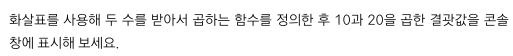 화살표를 사용해 두 수를 받아서 곱하는 함수를 정의한 후 10과 20을 곱한 결괏값을 콘솔
창에 표시해 보세요.